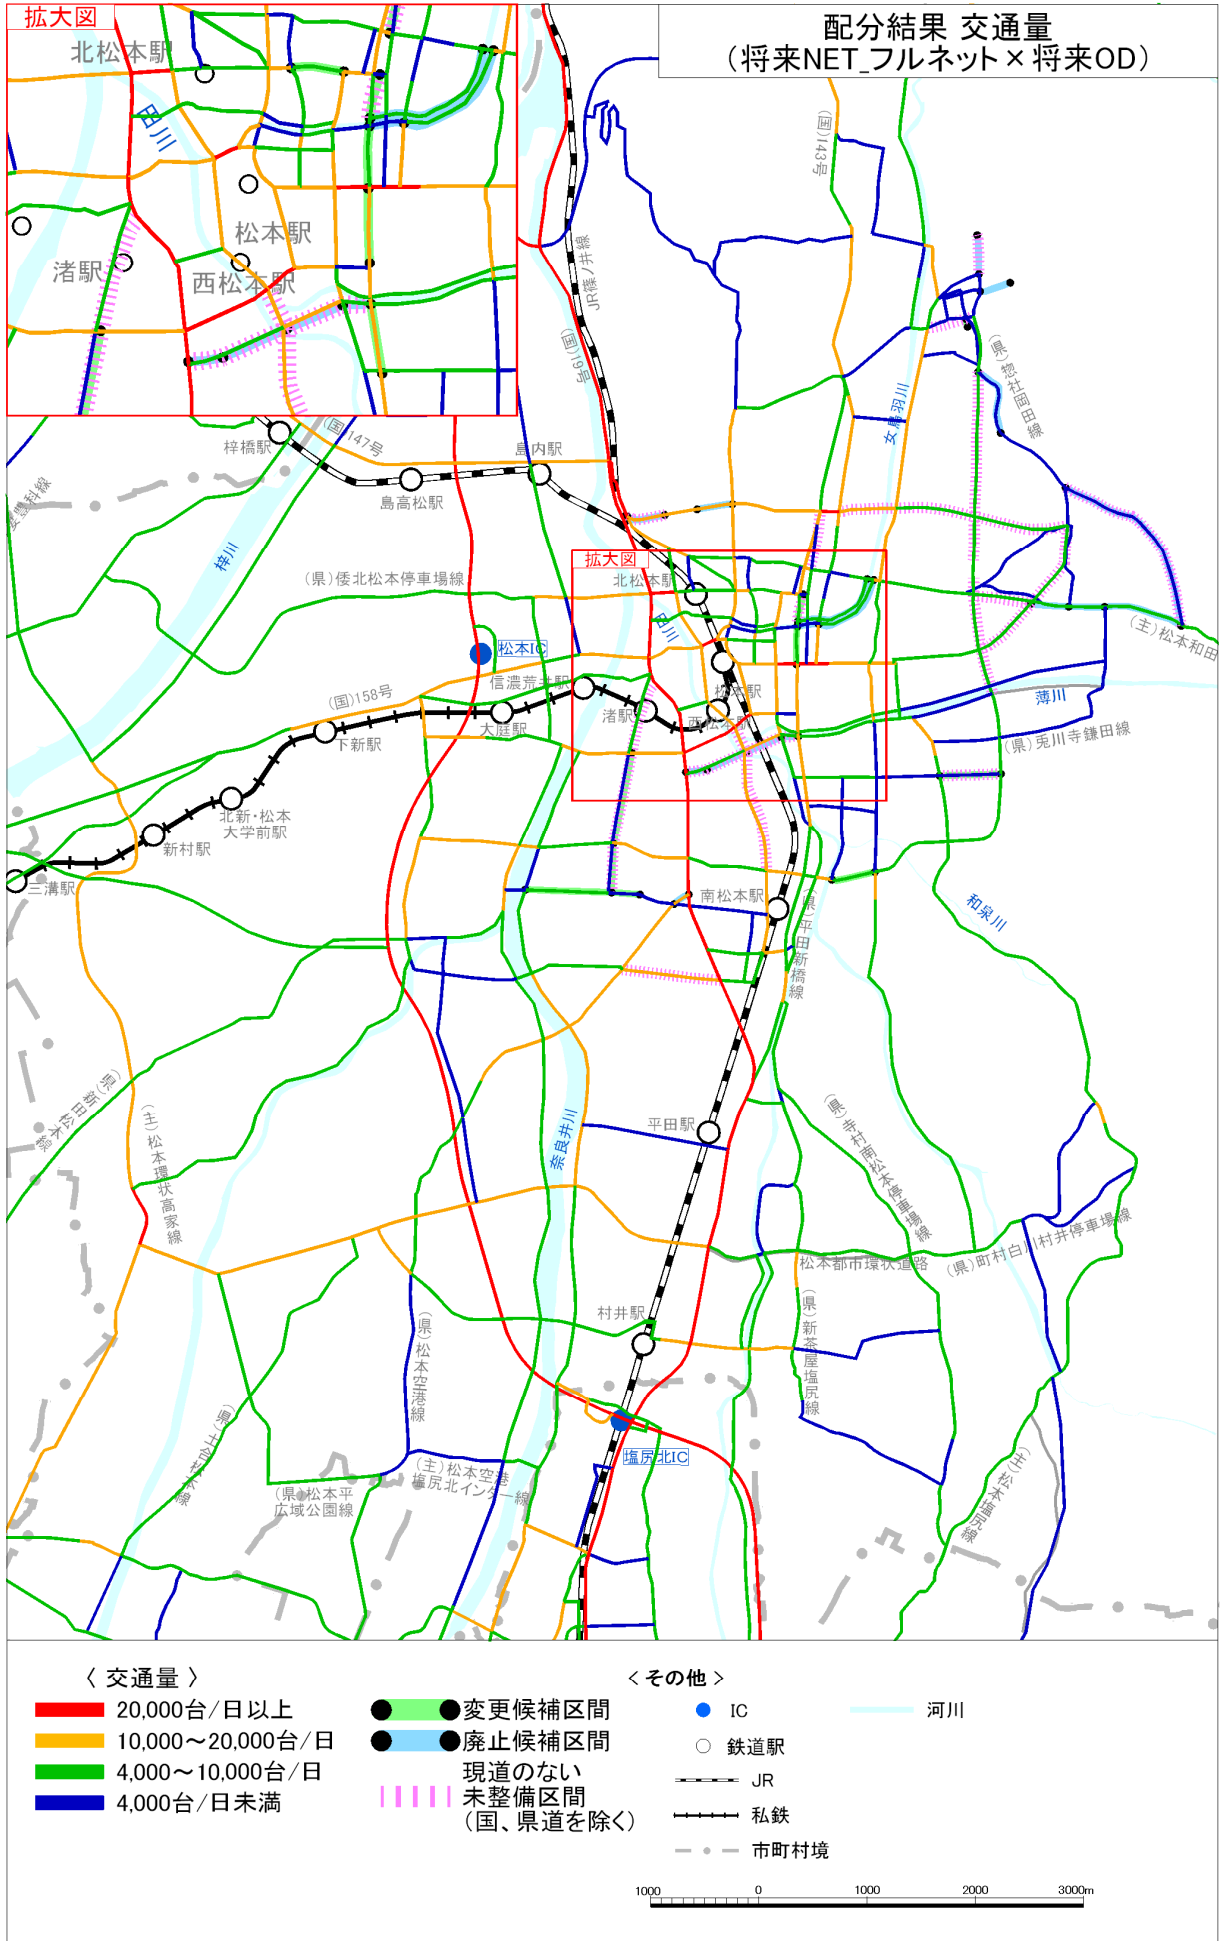 拡大図
配分結果 交通量
（将来NET_フルネット×将来OD）
北松本駅
田川
松本駅
渚駅
西松本駅
(国)143号
JR篠ノ井線
(国)19号
(県)惣社岡田線
女鳥羽川
(国)147号
梓橋駅
島内駅
島高松駅
梓川
(県)倭北松本停車場線
拡大図
北松本駅
田川
松本IC
(主)松本和田
信濃荒井駅
(国)158号
松本駅
渚駅
西松本駅
薄川
大庭駅
下新駅
(県)兎川寺鎌田線
北新・松本
大学前駅
新村駅
三溝駅
南松本駅
和泉川
(県)平田新橋線
(県)新田松本線
(主)松本環状高家線
奈良井川
平田駅
(県)寺村南松本停車場線
松本都市環状道路
(県)町村白川村井停車場線
村井駅
(県)松本空港線
(県)新茶屋塩尻線
(県)土合松本線
塩尻北IC
(主)松本空港
塩尻北インター線
(県)松本平
広域公園線
(主)松本塩尻線
〈 交通量 〉
20,000台/日以上
10,000～20,000台/日
4,000～10,000台/日
4,000台/日未満
変更候補区間
廃止候補区間
現道のない
未整備区間
(国、県道を除く)
＜その他＞
IC
河川
鉄道駅
JR
私鉄
市町村境
1000 0 1000 2000 3000m